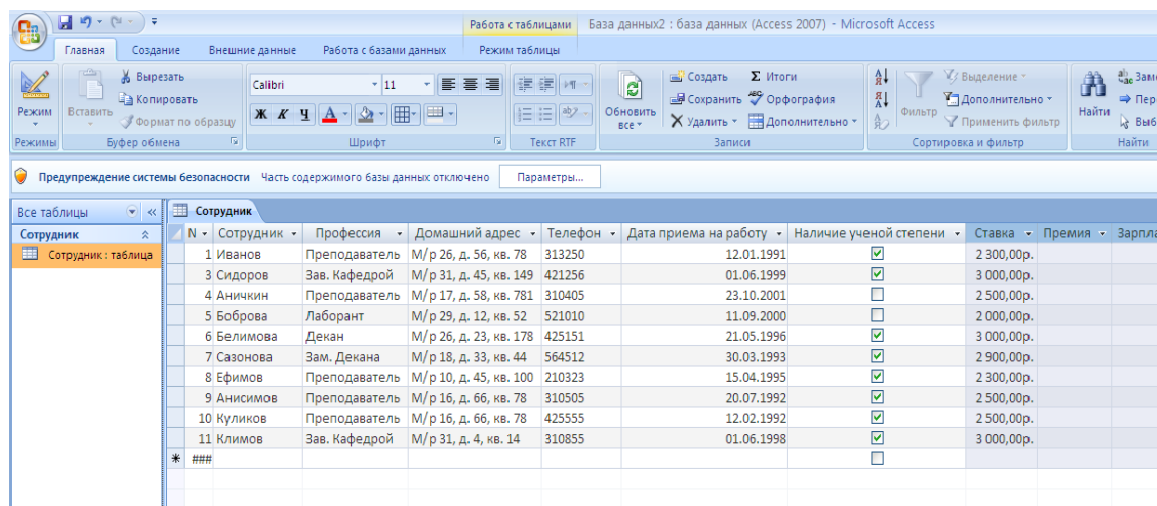 Работа с таблицами База данных2 : база данных (Access 2007) - Microsoft Access
Главная Создание Внешние данные Работа с базами данных Режим таблицы
Режим
Вставить
Вырезать
Копировать
Формат по образцу
Calibri 11
Ж К Ч А
Обновить все
Создать
Сохранить
Удалить
Σ Итоги
Орфография
Дополнительно
Фильтр
Выделение
Дополнительно
Применить фильтр
Найти
Режимы Буфер обмена Шрифт Текст RTF Записи Сортировка и фильтр Найти
Предупреждение системы безопасности Часть содержимого базы данных отключено Параметры...
Все таблицы
Сотрудник
Сотрудник : таблица
Сотрудник
N Сотрудник Профессия Домашний адрес Телефон Дата приема на работу Наличие ученой степени Ставка Премия Зарпла
1 Иванов Преподаватель М/р 26, д. 56, кв. 78 313250 12.01.1991 2 300,00р.
3 Сидоров Зав. Кафедрой М/р 31, д. 45, кв. 149 421256 01.06.1999 3 000,00р.
4 Аничкин Преподаватель М/р 17, д. 58, кв. 781 310405 23.10.2001 2 500,00р.
5 Боброва Лаборант М/р 29, д. 12, кв. 52 521010 11.09.2000 2 000,00р.
6 Белимова Декан М/р 26, д. 23, кв. 178 425151 21.05.1996 3 000,00р.
7 Сазонова Зам. Декана М/р 18, д. 33, кв. 44 564512 30.03.1993 2 900,00р.
8 Ефимов Преподаватель М/р 10, д. 45, кв. 100 210323 15.04.1995 2 300,00р.
9 Анисимов Преподаватель М/р 16, д. 66, кв. 78 310505 20.07.1992 2 500,00р.
10 Куликов Преподаватель М/р 16, д. 66, кв. 78 425555 12.02.1992 2 500,00р.
11 Климов Зав. Кафедрой М/р 31, д. 4, кв. 14 310855 01.06.1998 3 000,00р.
* ###